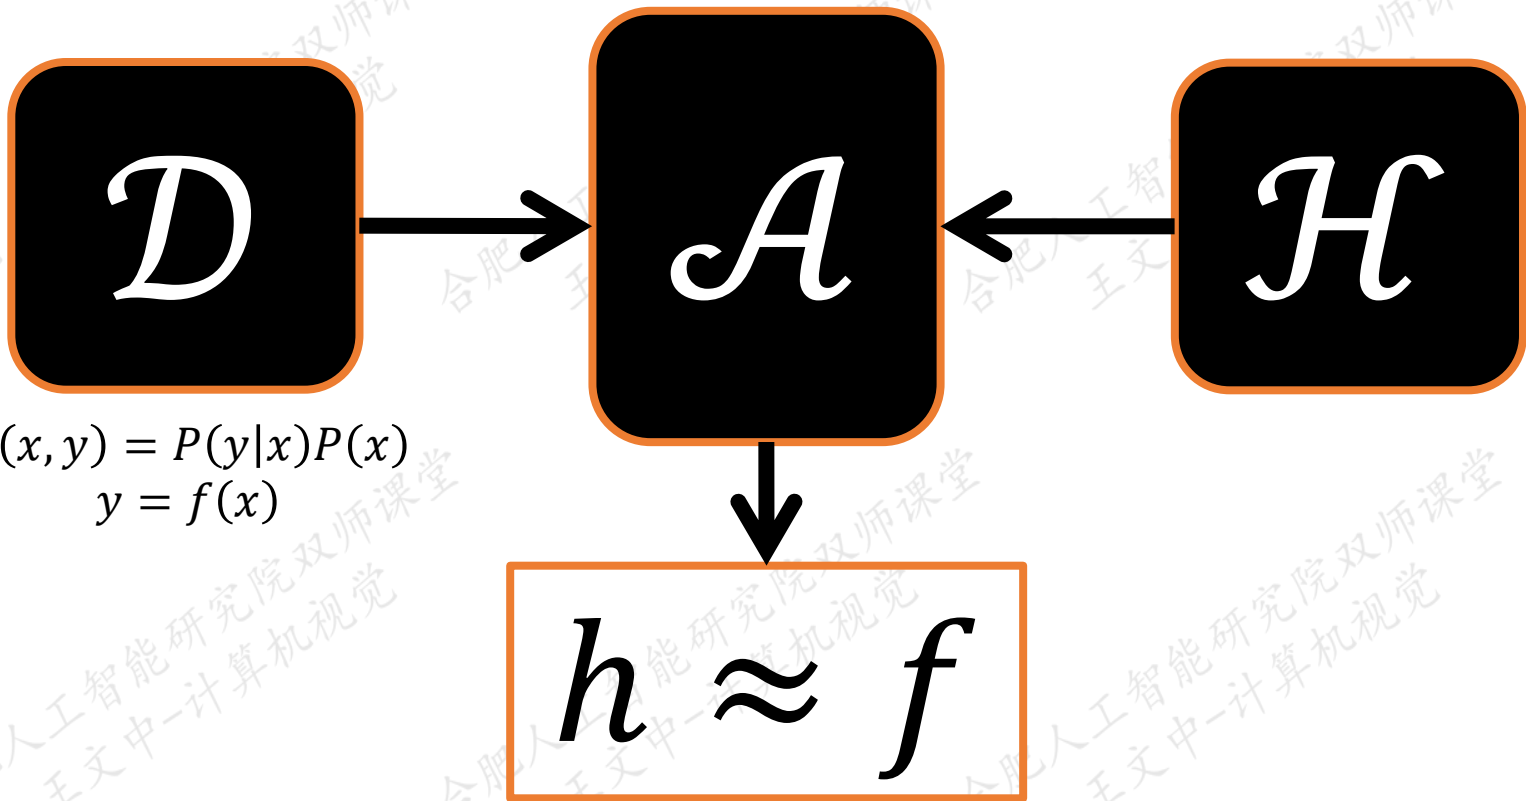 𝒟
𝒜
ℋ
(x, y) = P(y|x)P(x)
y = f(x)
h ≈ f
合肥人工智能研究院双师课堂
王文中-计算机视觉